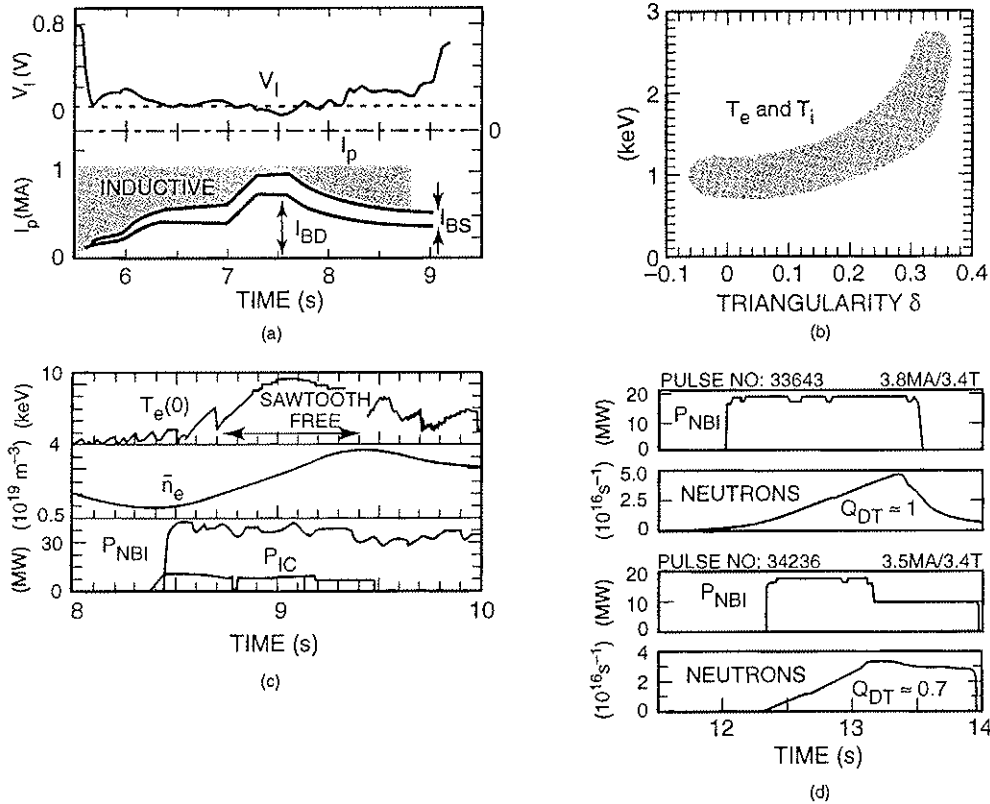 0.8
V_l (V)
0
V_l
0
I_p
1
I_p(MA)
INDUCTIVE
I_BD
I_BS
0
6 7 8 9
TIME (s)
(a)
3
2
(keV)
1
0
T_e and T_i
-0.1 0 0.1 0.2 0.3 0.4
TRIANGULARITY δ
(b)
10
(keV)
4
T_e(0)
SAWTOOTH
FREE
(10^19 m^-3)
n̄_e
0.5
(MW)
30
0
P_NBI
P_IC
8 9 10
TIME (s)
(c)
PULSE NO: 33643 3.8MA/3.4T
20
(MW)
10
0
P_NBI
5.0
(10^16s^-1)
2.5
0
NEUTRONS
Q_DT ≃ 1
PULSE NO: 34236 3.5MA/3.4T
20
(MW)
10
0
P_NBI
4
(10^16s^-1)
2
0
NEUTRONS
Q_DT ≃ 0.7
12 13 14
TIME (s)
(d)